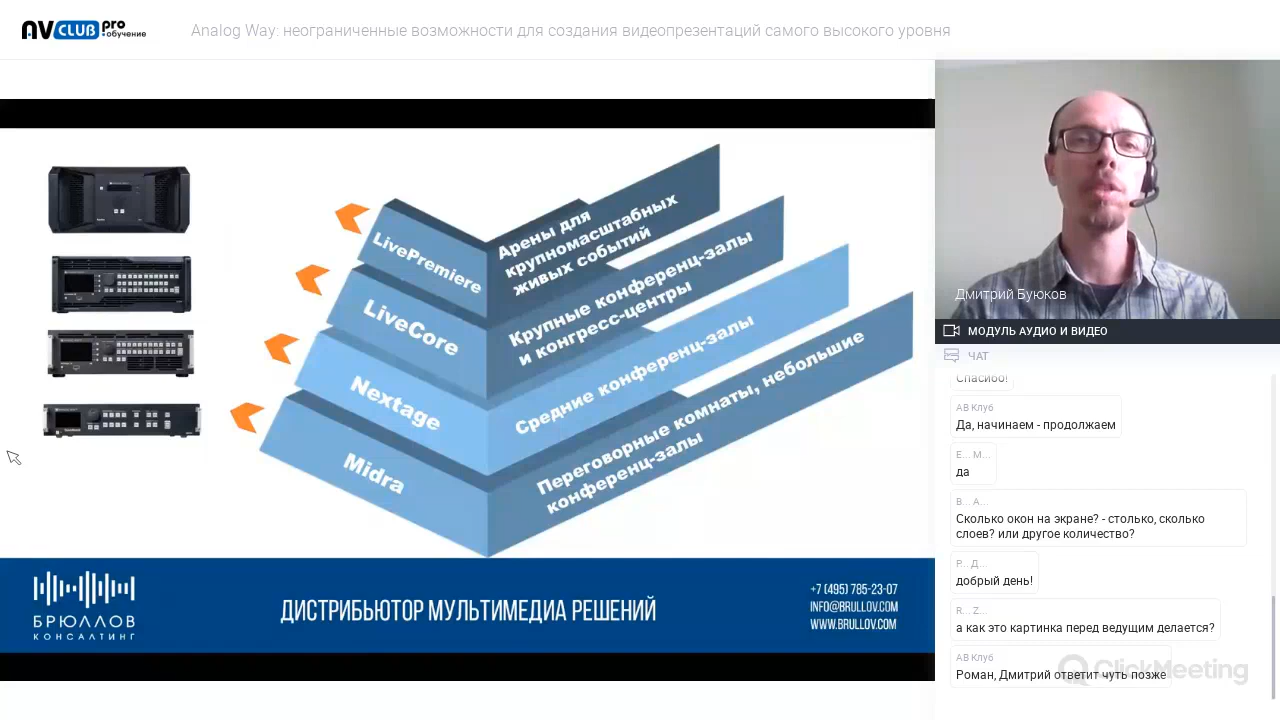 AV CLUB pro
•обучение
Analog Way: неограниченные возможности для создания видеопрезентаций самого высокого уровня
LivePremiere
Арены для
крупномасштабных
живых событий
LiveCore
Крупные конференц-залы
и конгресс-центры
Nextage
Средние конференц-залы
Midra
Переговорные комнаты, небольшие
конференц-залы
БРЮЛЛОВ
КОНСАЛТИНГ
ДИСТРИБЬЮТОР МУЛЬТИМЕДИА РЕШЕНИЙ
+7 (495) 785-23-07
INFO@BRULLOV.COM
WWW.BRULLOV.COM
Дмитрий Буюков
МОДУЛЬ АУДИО И ВИДЕО
ЧАТ
Спасибо!
АВ Клуб
Да, начинаем - продолжаем
Е... М...
да
В... А...
Сколько окон на экране? - столько, сколько
слоев? или другое количество?
Р... Д...
добрый день!
R... Z...
а как это картинка перед ведущим делается?
АВ Клуб
Роман, Дмитрий ответит чуть позже
ClickMeeting